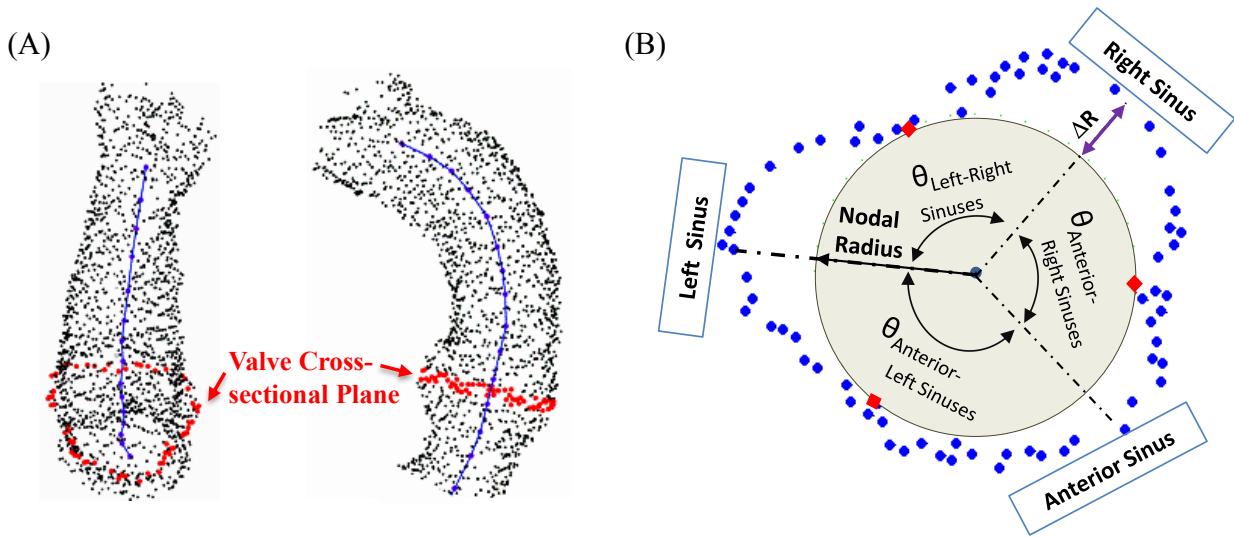 (A)
Valve Cross-
sectional Plane
(B)
Right Sinus
ΔR
θLeft-Right
Sinuses
Nodal
Radius
Left Sinus
θAnterior-
Right Sinuses
θAnterior-
Left Sinuses
Anterior Sinus